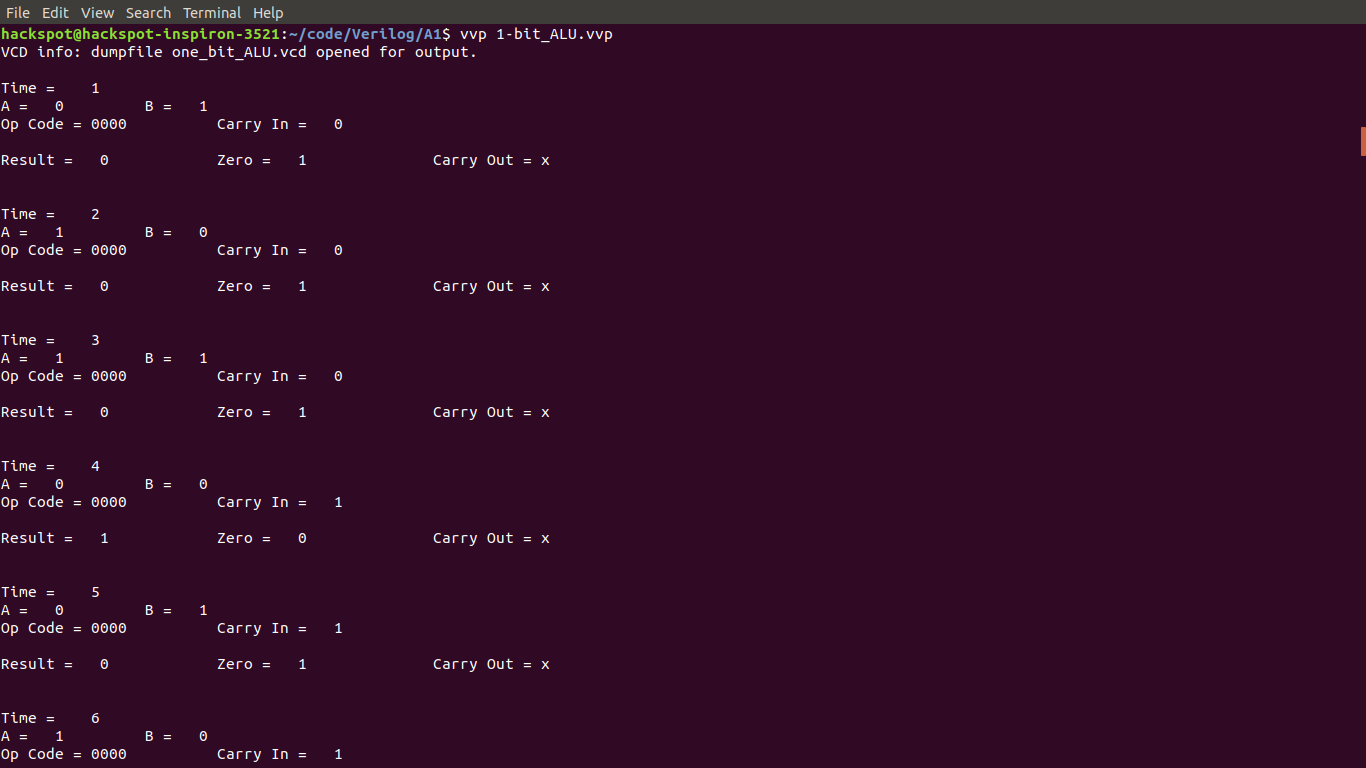 File Edit View Search Terminal Help
hackspot@hackspot-inspiron-3521:~/code/Verilog/A1$ vvp 1-bit_ALU.vvp
VCD info: dumpfile one_bit_ALU.vcd opened for output.
Time =    1
A =   0         B =   1
Op Code = 0000          Carry In =   0
Result =   0            Zero =   1              Carry Out = x
Time =    2
A =   1         B =   0
Op Code = 0000          Carry In =   0
Result =   0            Zero =   1              Carry Out = x
Time =    3
A =   1         B =   1
Op Code = 0000          Carry In =   0
Result =   0            Zero =   1              Carry Out = x
Time =    4
A =   0         B =   0
Op Code = 0000          Carry In =   1
Result =   1            Zero =   0              Carry Out = x
Time =    5
A =   0         B =   1
Op Code = 0000          Carry In =   1
Result =   0            Zero =   1              Carry Out = x
Time =    6
A =   1         B =   0
Op Code = 0000          Carry In =   1